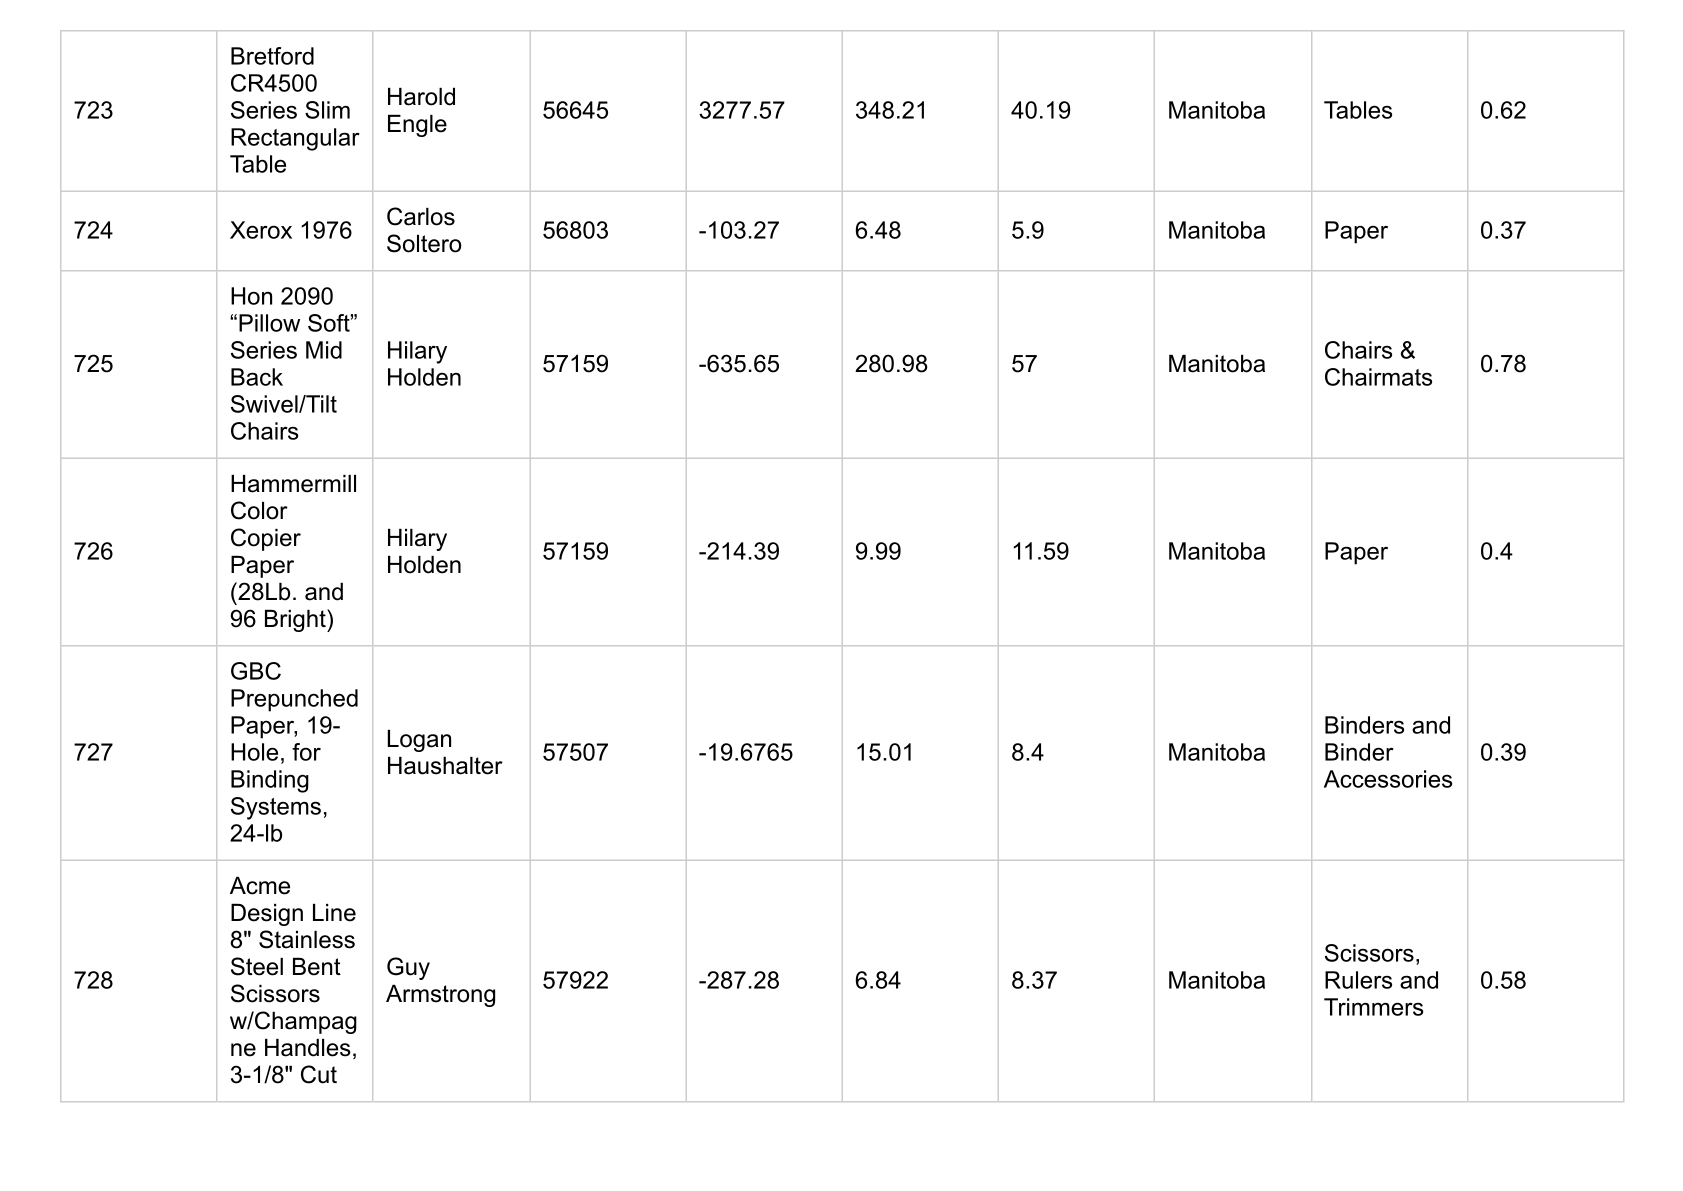 723
Bretford
CR4500
Series Slim
Rectangular
Table
Harold
Engle
56645
3277.57
348.21
40.19
Manitoba
Tables
0.62
724
Xerox 1976
Carlos
Soltero
56803
-103.27
6.48
5.9
Manitoba
Paper
0.37
725
Hon 2090
“Pillow Soft”
Series Mid
Back
Swivel/Tilt
Chairs
Hilary
Holden
57159
-635.65
280.98
57
Manitoba
Chairs &
Chairmats
0.78
726
Hammermill
Color
Copier
Paper
(28Lb. and
96 Bright)
Hilary
Holden
57159
-214.39
9.99
11.59
Manitoba
Paper
0.4
727
GBC
Prepunched
Paper, 19-
Hole, for
Binding
Systems,
24-lb
Logan
Haushalter
57507
-19.6765
15.01
8.4
Manitoba
Binders and
Binder
Accessories
0.39
728
Acme
Design Line
8" Stainless
Steel Bent
Scissors
w/Champag
ne Handles,
3-1/8" Cut
Guy
Armstrong
57922
-287.28
6.84
8.37
Manitoba
Scissors,
Rulers and
Trimmers
0.58